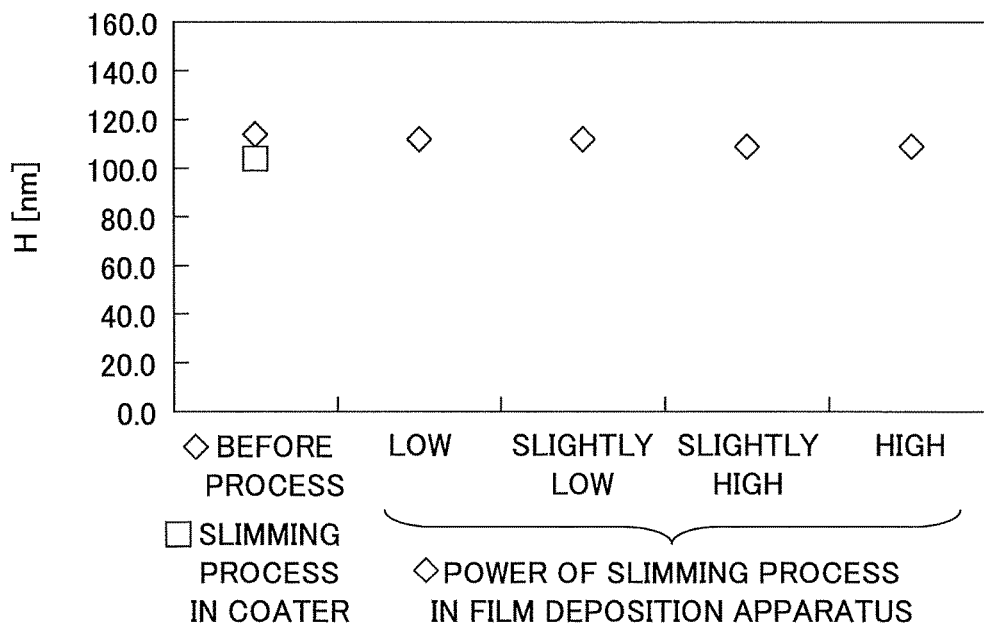 160.0
140.0
120.0
100.0
80.0
60.0
40.0
20.0
0.0
H [nm]
◇ BEFORE PROCESS
LOW
SLIGHTLY LOW
SLIGHTLY HIGH
HIGH
□ SLIMMING
PROCESS
IN COATER
◇ POWER OF SLIMMING PROCESS
IN FILM DEPOSITION APPARATUS